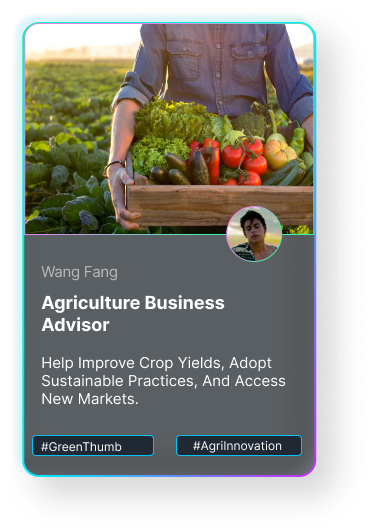 Wang Fang
Agriculture Business
Advisor
Help Improve Crop Yields, Adopt
Sustainable Practices, And Access
New Markets.
#GreenThumb
#AgriInnovation